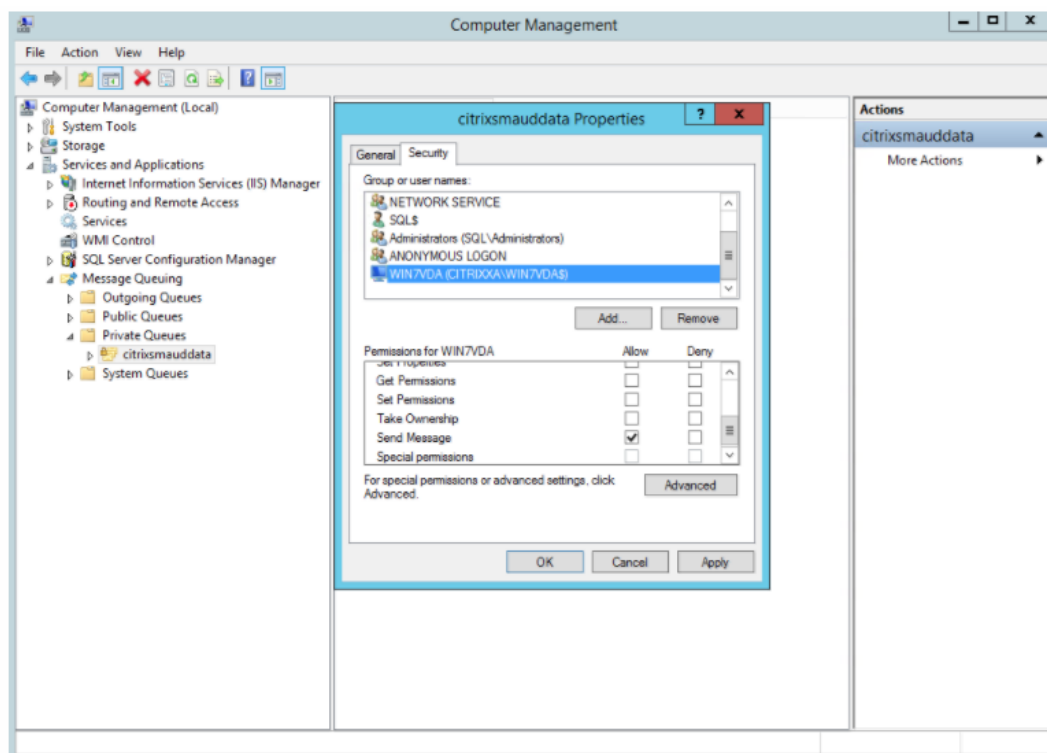 Computer Management
File Action View Help
Computer Management (Local)
System Tools
Storage
Services and Applications
Internet Information Services (IIS) Manager
Routing and Remote Access
Services
WMI Control
SQL Server Configuration Manager
Message Queuing
Outgoing Queues
Public Queues
Private Queues
citrixsmauddata
System Queues
citrixsmauddata Properties
General Security
Group or user names:
NETWORK SERVICE
SQL$
Administrators (SQL\Administrators)
ANONYMOUS LOGON
WIN7VDA (CITRIXXA\WIN7VDA$)
Add... Remove
Permissions for WIN7VDA Allow Deny
Set Properties
Get Permissions
Set Permissions
Take Ownership
Send Message
Special permissions
For special permissions or advanced settings, click
Advanced.
Advanced
OK Cancel Apply
Actions
citrixsmauddata
More Actions